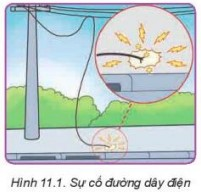 Hình 11.1. Sự cố đường dây điện